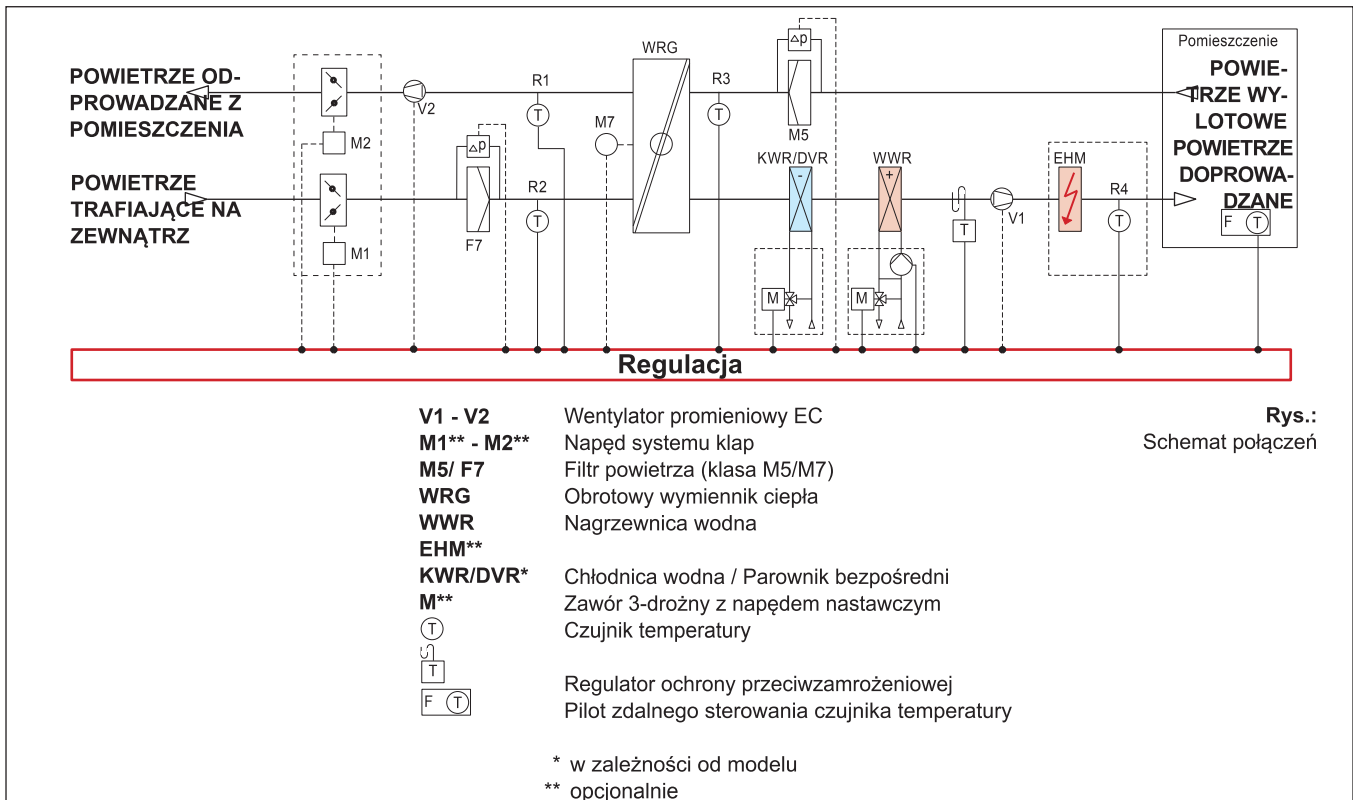 POWIETRZE OD-
PROWADZANE Z
POMIESZCZENIA
POWIETRZE
TRAFIAJĄCE NA
ZEWNĄTRZ
M2
M1
V2
Δp
F7
R1
T
R2
T
M7
WRG
R3
T
Δp
M5
KWR/DVR
-
M
WWR
+
M
T
V1
EHM
R4
T
Pomieszczenie
POWIE-
TRZE WY-
LOTOWE
POWIETRZE
DOPROWA-
DZANE
F T
Regulacja
V1 - V2 Wentylator promieniowy EC
M1** - M2** Napęd systemu klap
M5/ F7 Filtr powietrza (klasa M5/M7)
WRG Obrotowy wymiennik ciepła
WWR Nagrzewnica wodna
EHM**
KWR/DVR* Chłodnica wodna / Parownik bezpośredni
M** Zawór 3-drożny z napędem nastawczym
T Czujnik temperatury
T Regulator ochrony przeciwzamrożeniowej
F T Pilot zdalnego sterowania czujnika temperatury
* w zależności od modelu
** opcjonalnie
Rys.:
Schemat połączeń